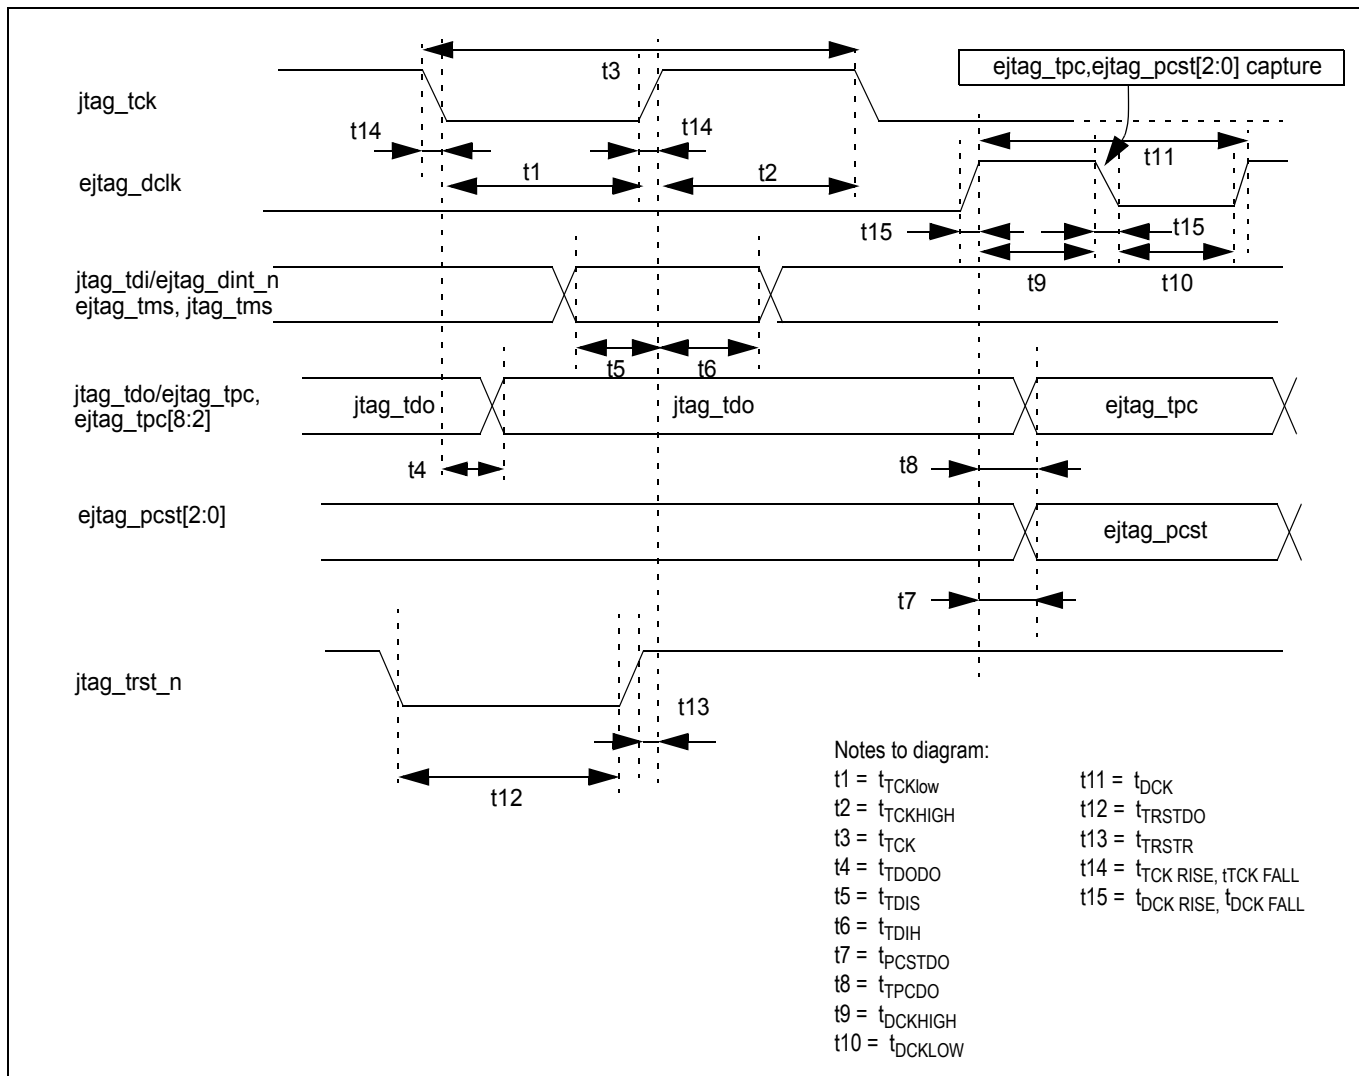 t3
ejtag_tpc,ejtag_pcst[2:0] capture
jtag_tck
t14
t14
t11
ejtag_dclk
t1
t2
t15
t15
jtag_tdi/ejtag_dint_n
ejtag_tms, jtag_tms
t9
t10
t5
t6
jtag_tdo/ejtag_tpc,
ejtag_tpc[8:2]
jtag_tdo
jtag_tdo
ejtag_tpc
t4
t8
ejtag_pcst[2:0]
ejtag_pcst
t7
jtag_trst_n
t13
t12
Notes to diagram:
t1 = tTCKlow
t2 = tTCKHIGH
t3 = tTCK
t4 = tTDODO
t5 = tTDIS
t6 = tTDIH
t7 = tPCSTDO
t8 = tTPCDO
t9 = tDCKHIGH
t10 = tDCKLOW
t11 = tDCK
t12 = tTRSTDO
t13 = tTRSTR
t14 = tTCK RISE, tTCK FALL
t15 = tDCK RISE, tDCK FALL